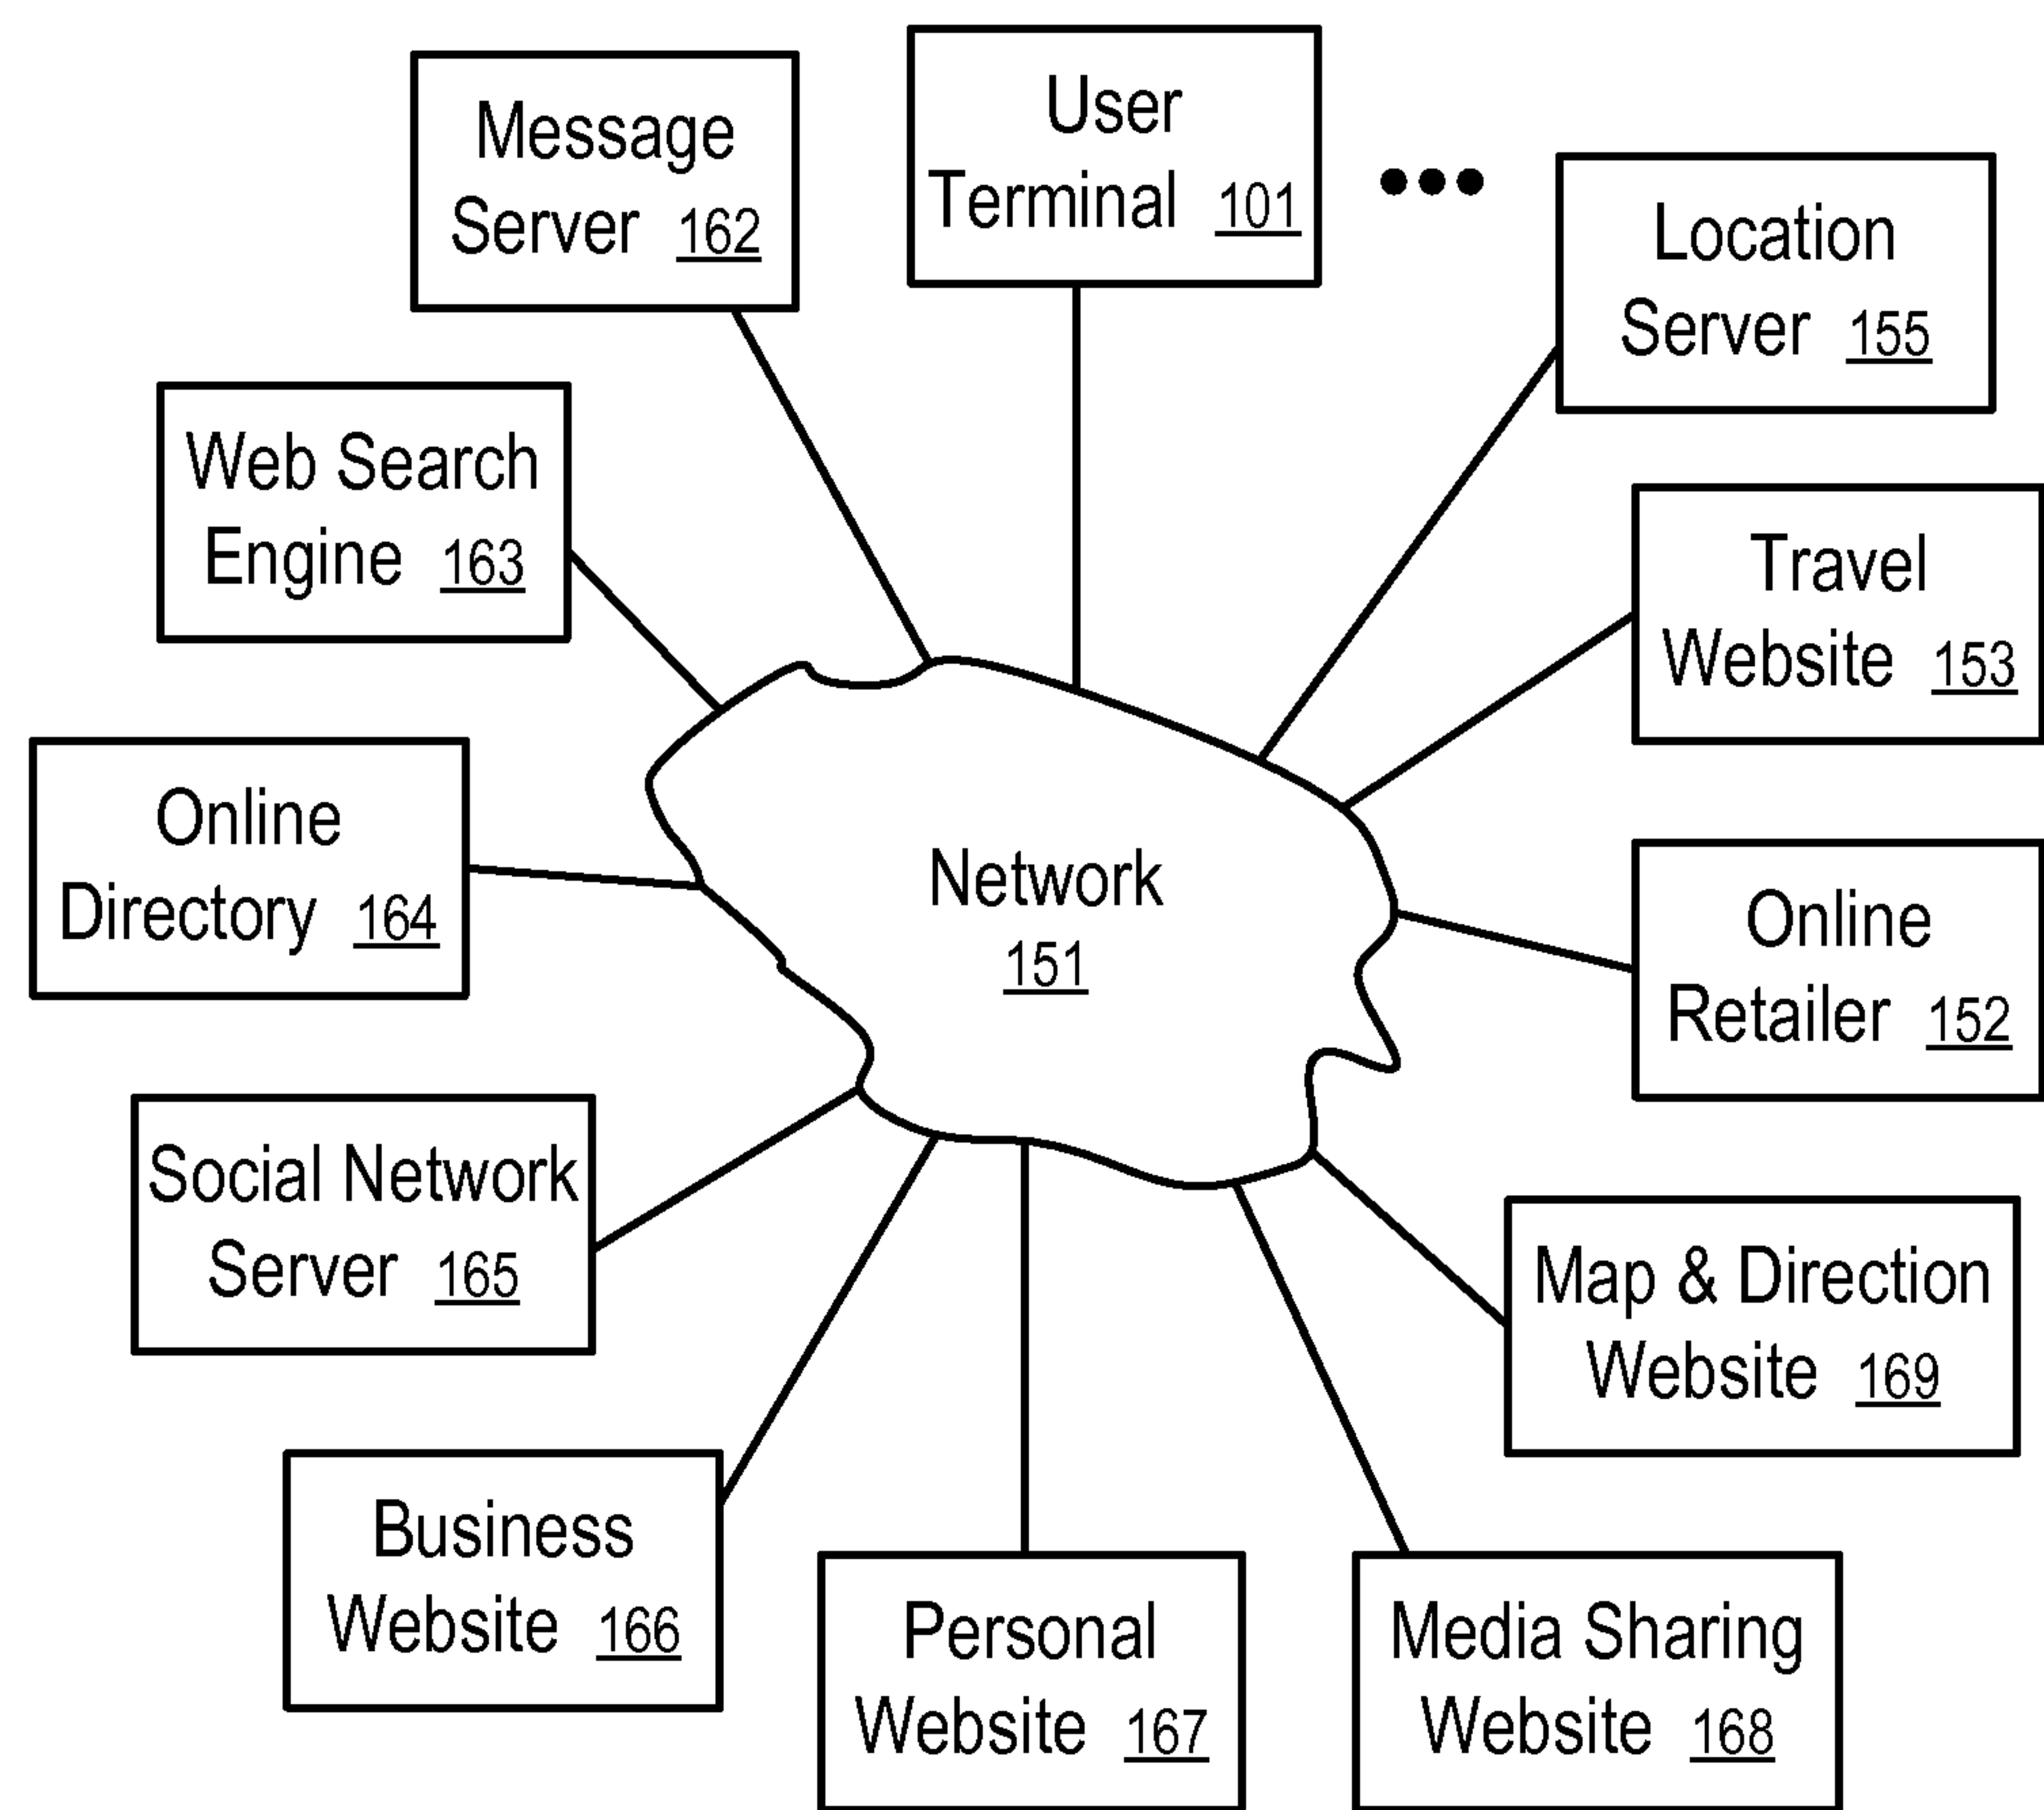 Message
Server 162
User
Terminal 101
Location
Server 155
Web Search
Engine 163
Travel
Website 153
Online
Directory 164
Network
151
Online
Retailer 152
Social Network
Server 165
Map & Direction
Website 169
Business
Website 166
Personal
Website 167
Media Sharing
Website 168